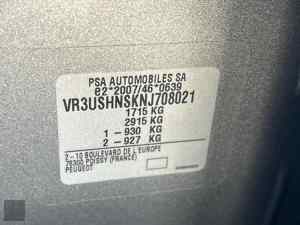 PSA AUTOMOBILES SA
e2*2007/46*0639
VR3USHNSKNJ708021
1715 KG
2915 KG
1 - 930 KG
2 - 927 KG
2-10 BOULEVARD DE L'EUROPE
78300 POISSY (FRANCE)
PEUGEOT